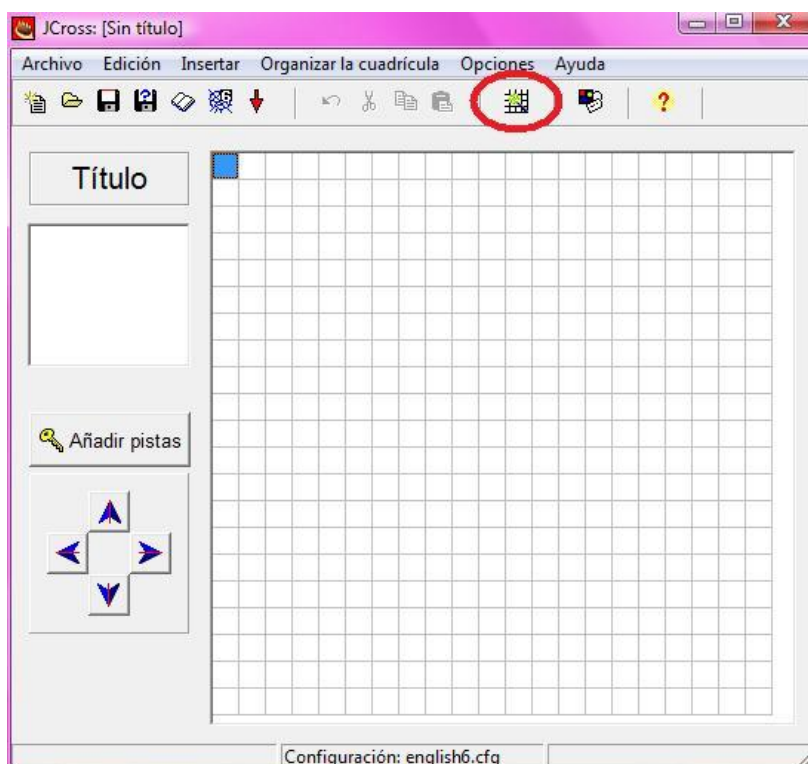 JCross: [Sin título]
Archivo Edición Insertar Organizar la cuadrícula Opciones Ayuda
Título
Añadir pistas
Configuración: english6.cfg